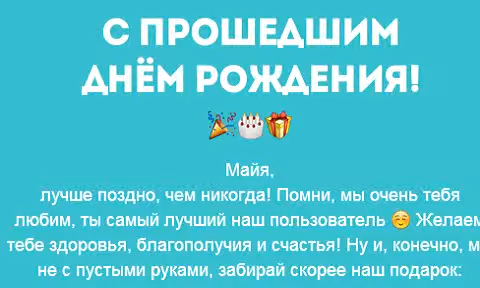 С ПРОШЕДШИМ
ДНЁМ РОЖДЕНИЯ!
Майя,
лучше поздно, чем никогда! Помни, мы очень тебя
любим, ты самый лучший наш пользователь ☺️ Желаем
тебе здоровья, благополучия и счастья! Ну и, конечно, м
не с пустыми руками, забирай скорее наш подарок: